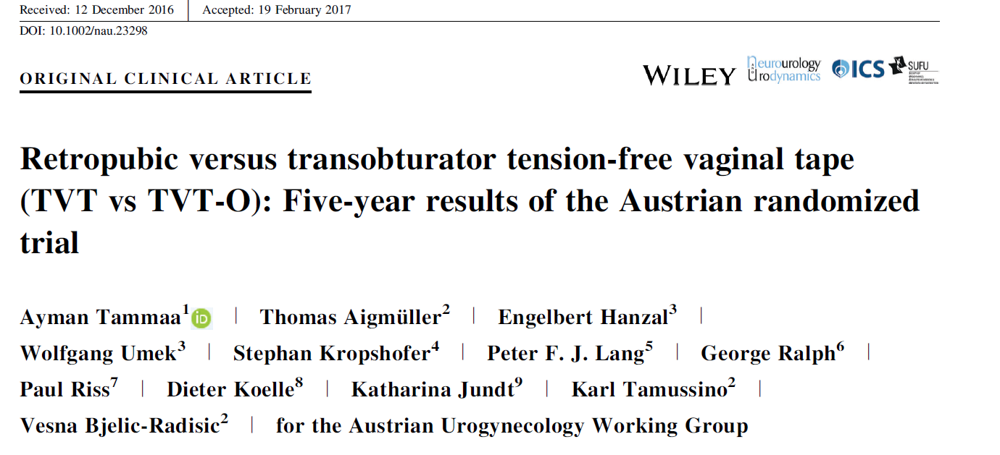 Received: 12 December 2016 | Accepted: 19 February 2017
DOI: 10.1002/nau.23298
ORIGINAL CLINICAL ARTICLE
WILEY Neurourology Urodynamics ICS SUFU
Retropubic versus transobturator tension-free vaginal tape
(TVT vs TVT-O): Five-year results of the Austrian randomized
trial
Ayman Tammaa¹ iD | Thomas Aigmüller² | Engelbert Hanzal³ |
Wolfgang Umek³ | Stephan Kropshofer⁴ | Peter F. J. Lang⁵ | George Ralph⁶ |
Paul Riss⁷ | Dieter Koelle⁸ | Katharina Jundt⁹ | Karl Tamussino² |
Vesna Bjelic-Radisic² | for the Austrian Urogynecology Working Group